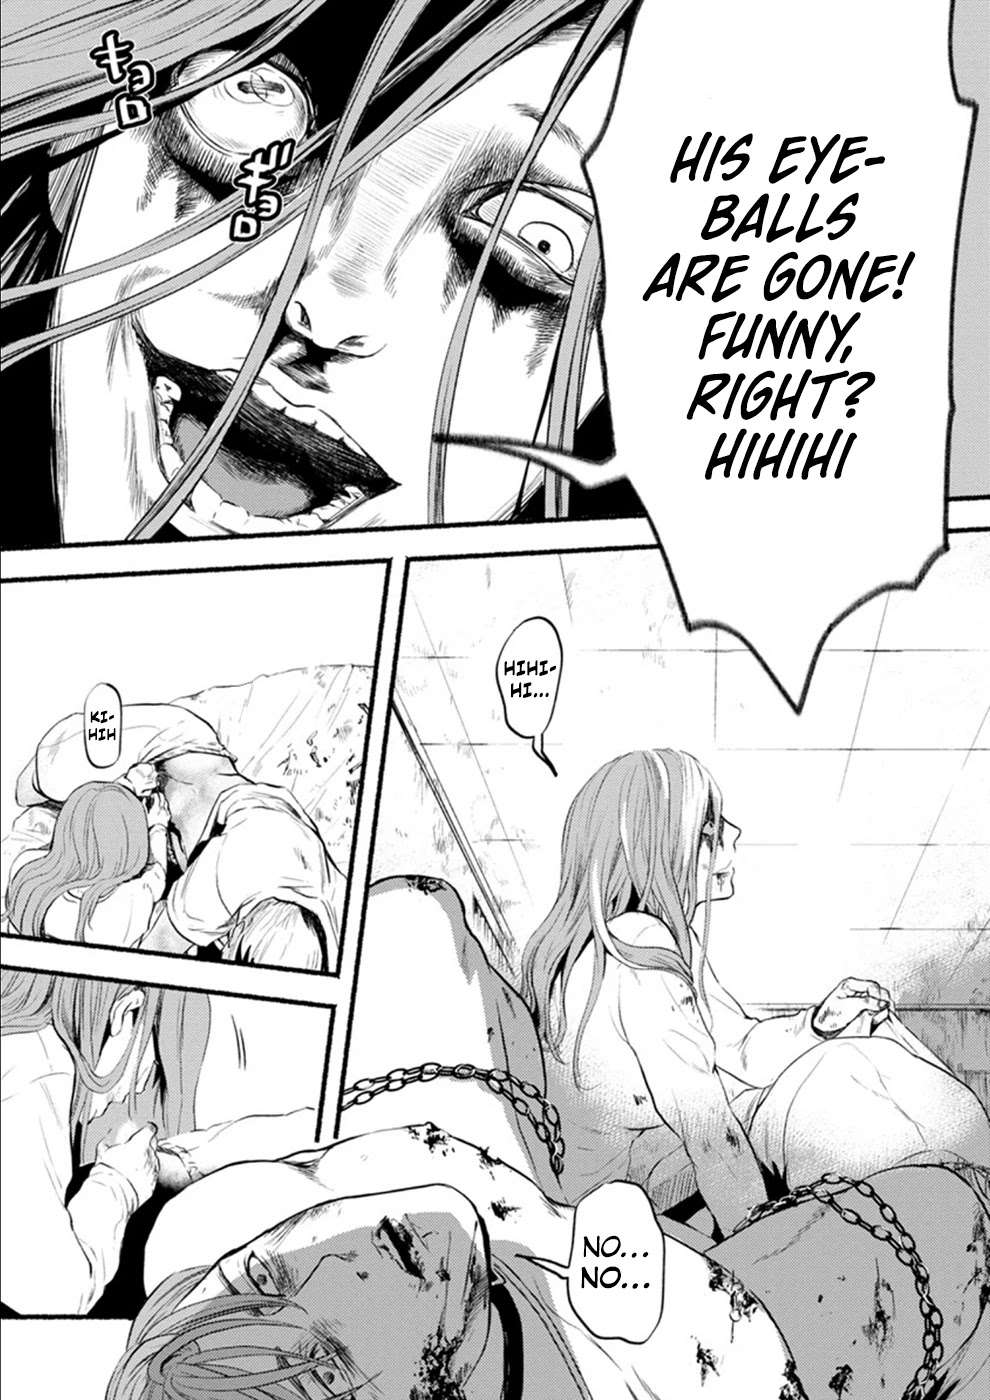 HIS EYE-
BALLS
ARE GONE!
FUNNY,
RIGHT?
HIHIHI
キョロ
ギョロ
HIHI-
HI...
KI-
HIH
NO...
NO...